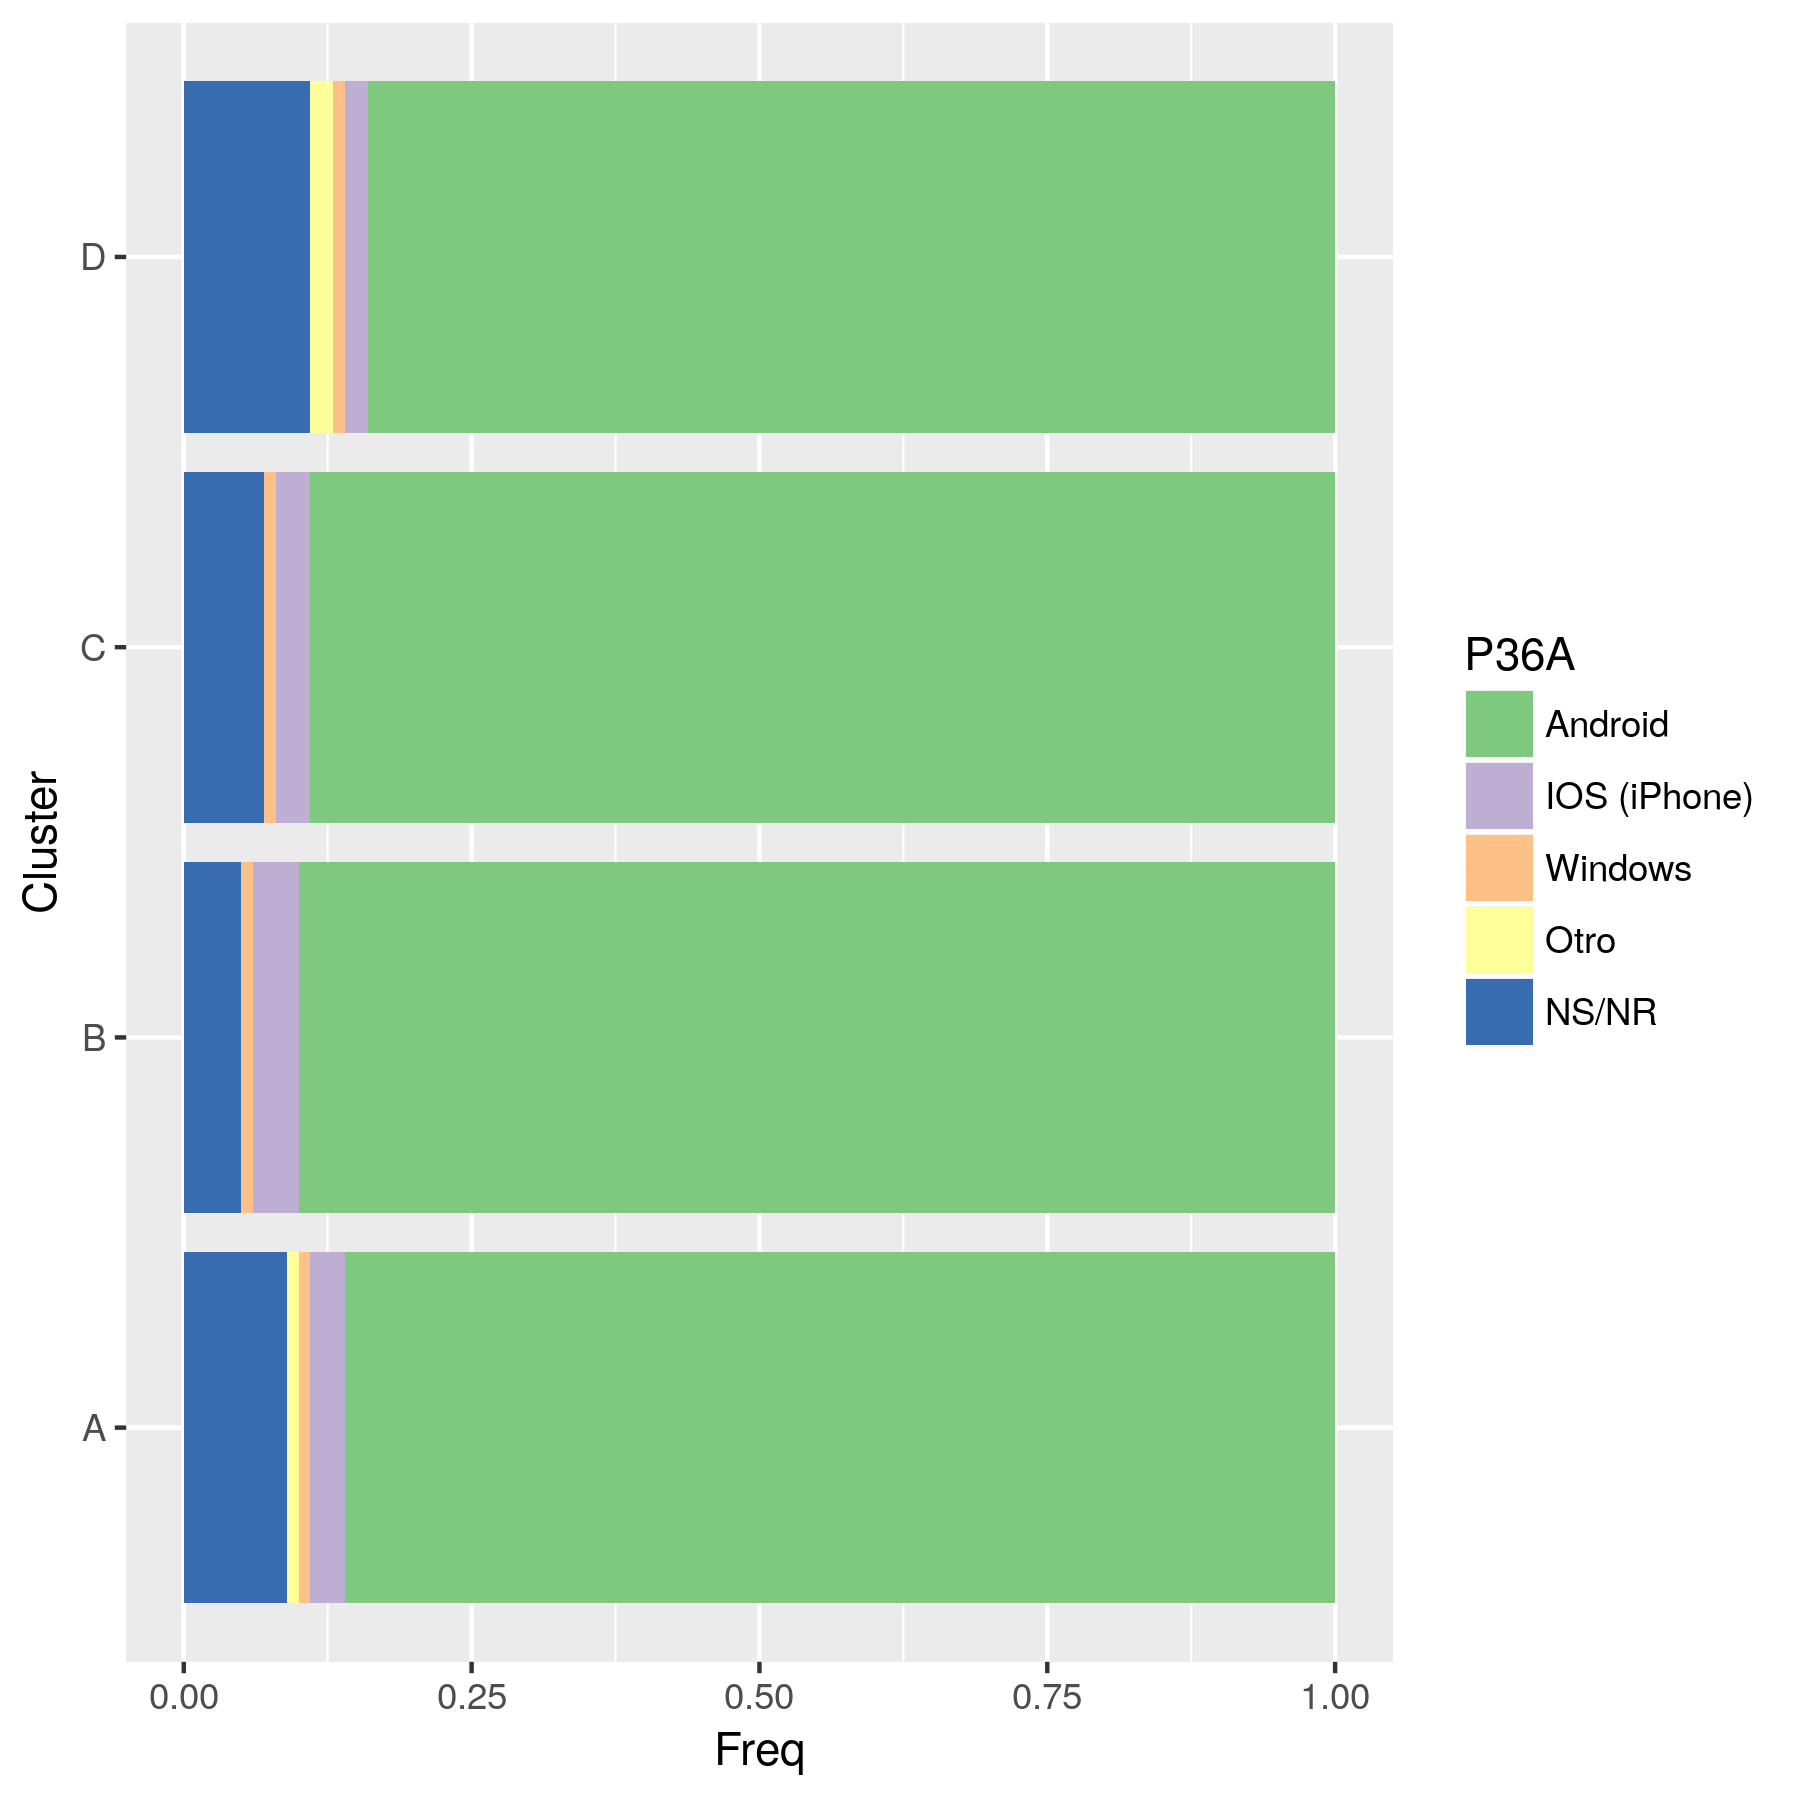 D
C
B
A
Cluster
0.00 0.25 0.50 0.75 1.00
Freq
P36A
Android
IOS (iPhone)
Windows
Otro
NS/NR